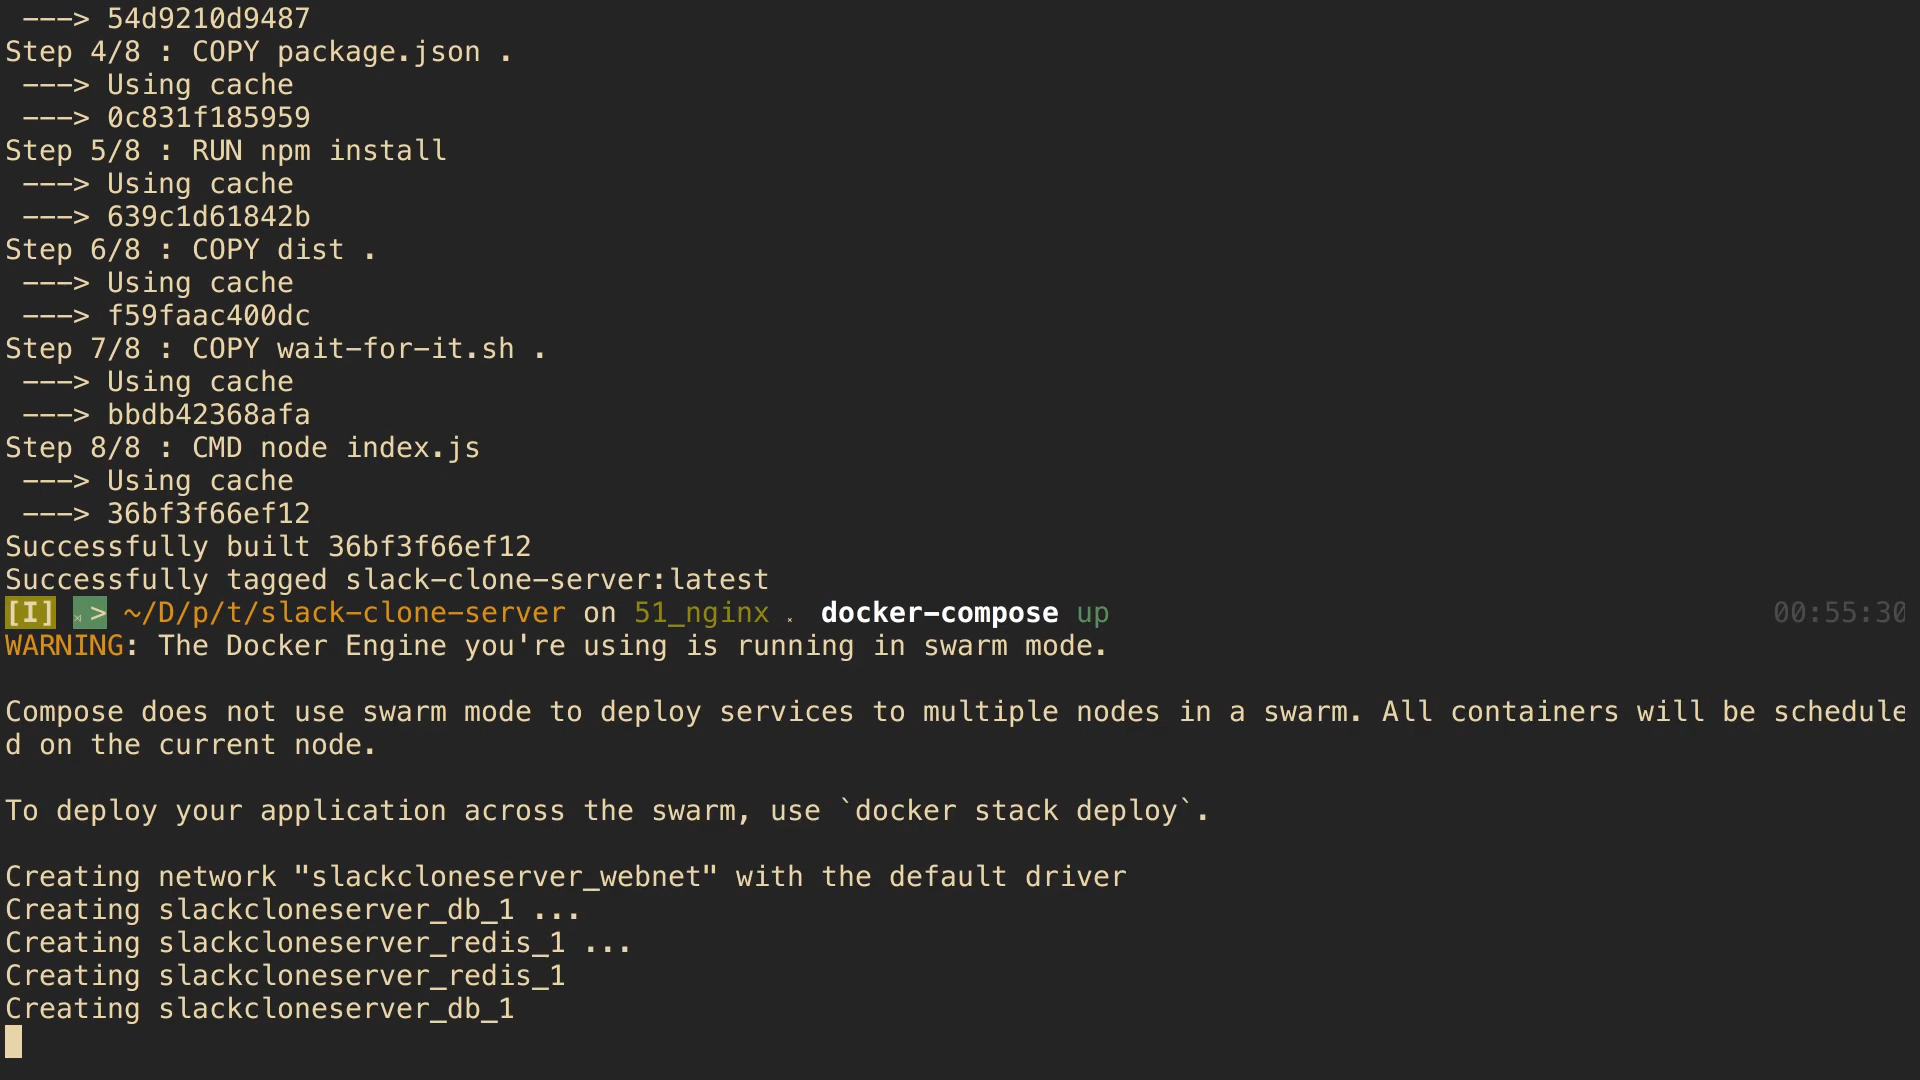 ---> 54d9210d9487
Step 4/8 : COPY package.json .
---> Using cache
---> 0c831f185959
Step 5/8 : RUN npm install
---> Using cache
---> 639c1d61842b
Step 6/8 : COPY dist .
---> Using cache
---> f59faac400dc
Step 7/8 : COPY wait-for-it.sh .
---> Using cache
---> bbdb42368afa
Step 8/8 : CMD node index.js
---> Using cache
---> 36bf3f66ef12
Successfully built 36bf3f66ef12
Successfully tagged slack-clone-server:latest
[I] × > ~/D/p/t/slack-clone-server on 51_nginx × docker-compose up 00:55:30
WARNING: The Docker Engine you're using is running in swarm mode.
Compose does not use swarm mode to deploy services to multiple nodes in a swarm. All containers will be schedule
d on the current node.
To deploy your application across the swarm, use `docker stack deploy`.
Creating network "slackcloneserver_webnet" with the default driver
Creating slackcloneserver_db_1 ...
Creating slackcloneserver_redis_1 ...
Creating slackcloneserver_redis_1
Creating slackcloneserver_db_1